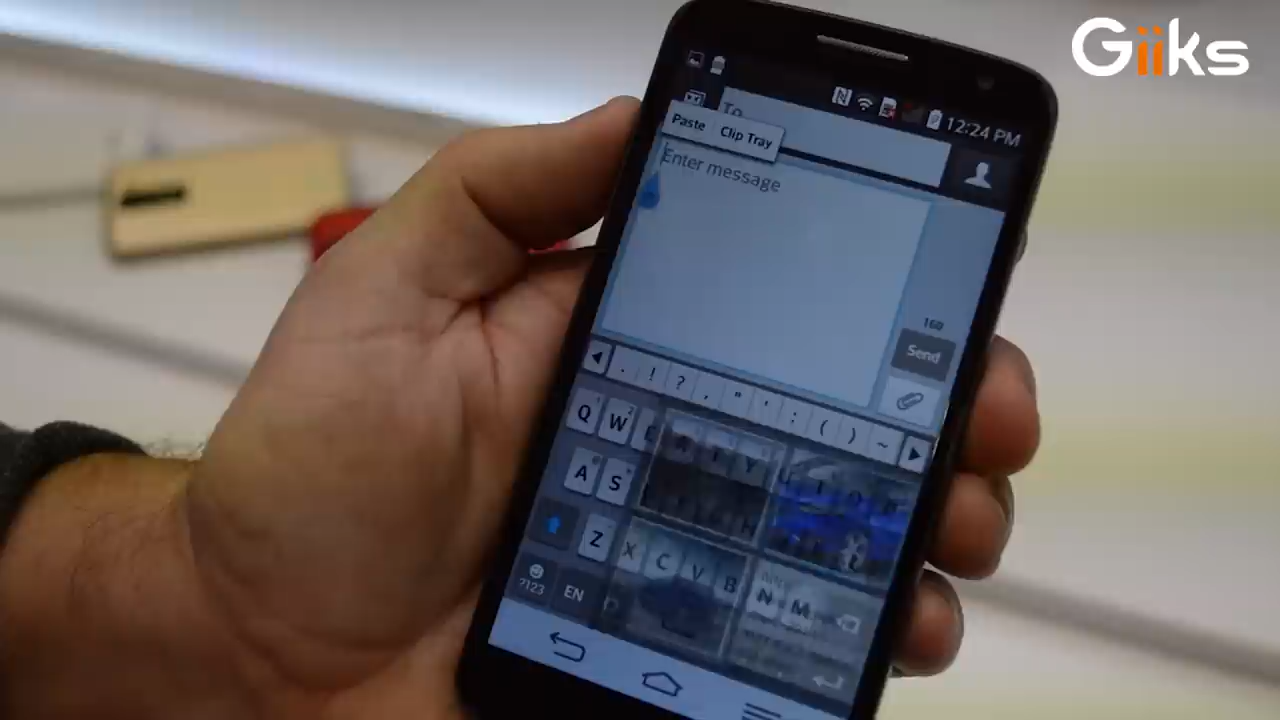 Giiks
12:24 PM
To
Paste Clip Tray
Enter message
160
Send
. ! ? , " ' : ( ) ~
Q W
A S
Z X C V B N M
?123 EN